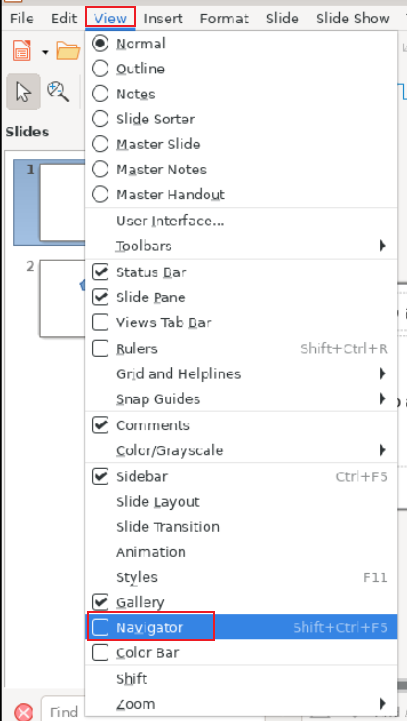 File Edit View Insert Format Slide Slide Show
Normal
Outline
Notes
Slide Sorter
Master Slide
Slides
Master Notes
1
Master Handout
User Interface...
Toolbars
2
Status Bar
Slide Pane
Views Tab Bar
Rulers Shift+Ctrl+R
Grid and Helplines
Snap Guides
Comments
Color/Grayscale
Sidebar Ctrl+F5
Slide Layout
Slide Transition
Animation
Styles F11
Gallery
Navigator Shift+Ctrl+F5
Color Bar
Shift
Zoom
Find